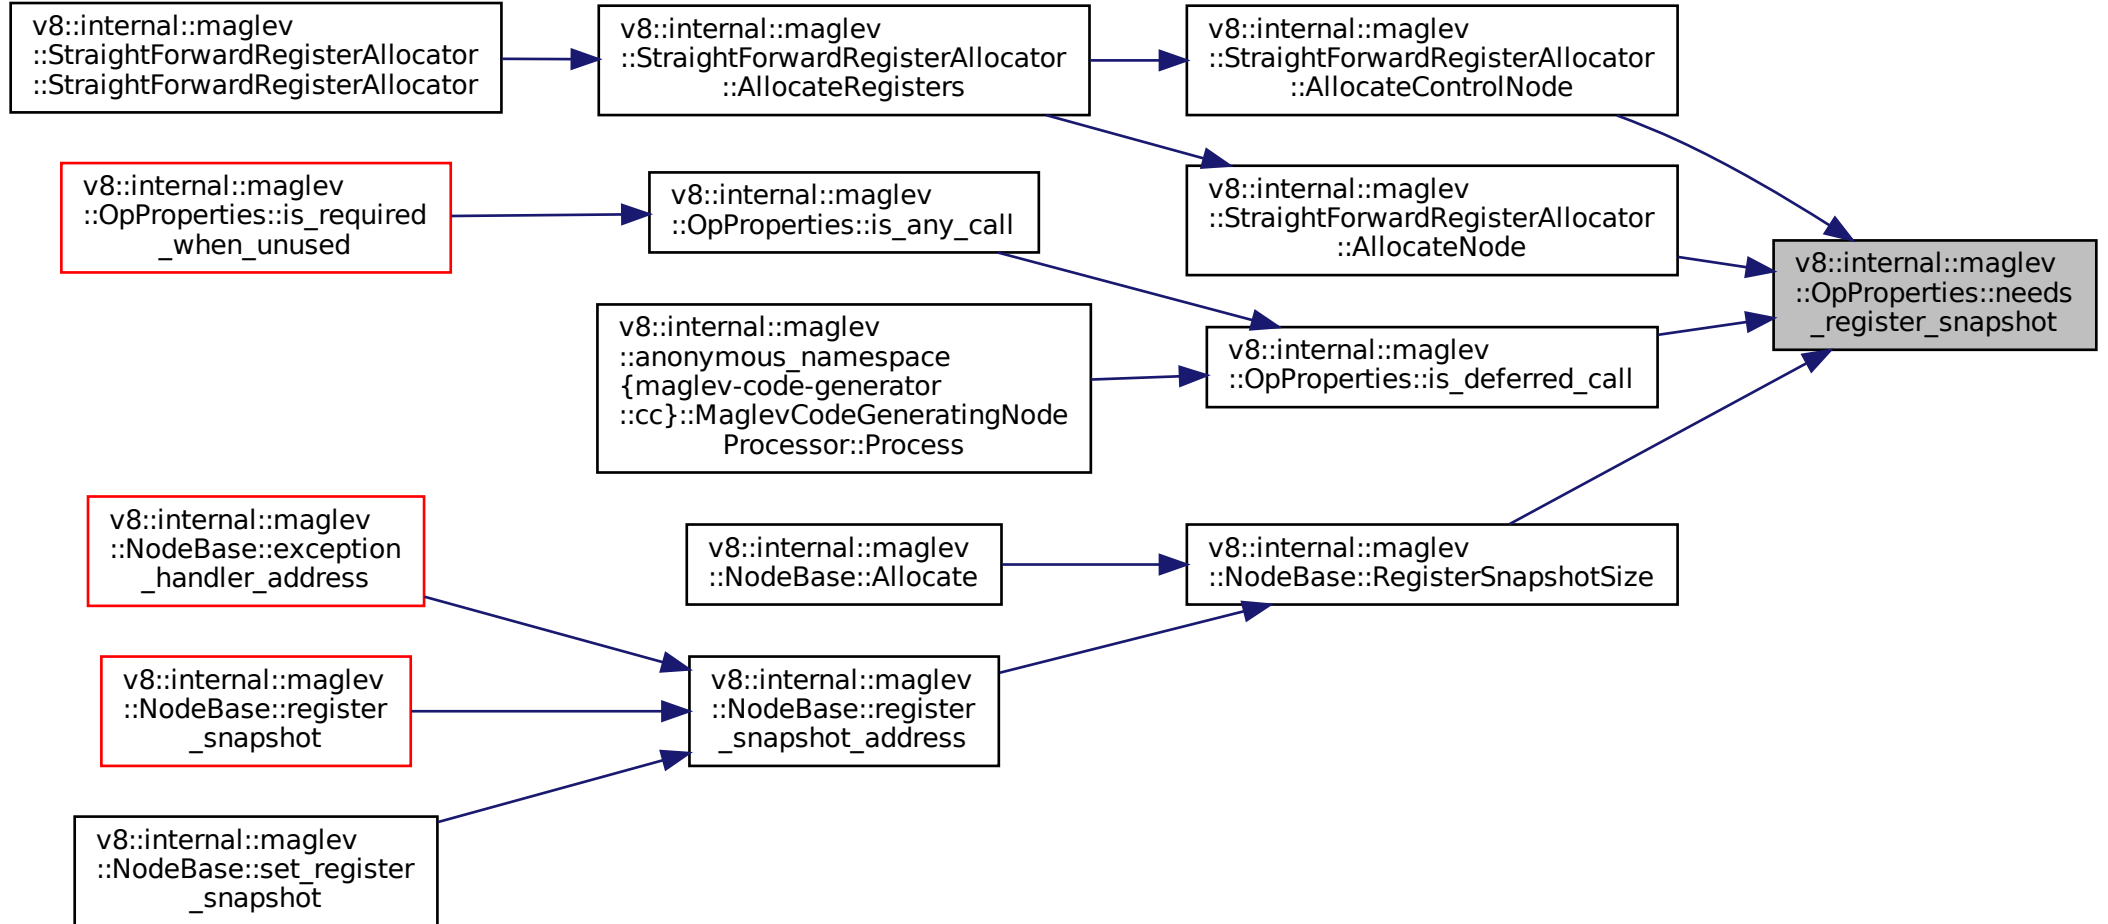 v8::internal::maglev
::StraightForwardRegisterAllocator
::StraightForwardRegisterAllocator
v8::internal::maglev
::StraightForwardRegisterAllocator
::AllocateRegisters
v8::internal::maglev
::StraightForwardRegisterAllocator
::AllocateControlNode
v8::internal::maglev
::OpProperties::is_required
_when_unused
v8::internal::maglev
::OpProperties::is_any_call
v8::internal::maglev
::StraightForwardRegisterAllocator
::AllocateNode
v8::internal::maglev
::OpProperties::needs
_register_snapshot
v8::internal::maglev
::anonymous_namespace
{maglev-code-generator
::cc}::MaglevCodeGeneratingNode
Processor::Process
v8::internal::maglev
::OpProperties::is_deferred_call
v8::internal::maglev
::NodeBase::exception
_handler_address
v8::internal::maglev
::NodeBase::Allocate
v8::internal::maglev
::NodeBase::RegisterSnapshotSize
v8::internal::maglev
::NodeBase::register
_snapshot
v8::internal::maglev
::NodeBase::register
_snapshot_address
v8::internal::maglev
::NodeBase::set_register
_snapshot